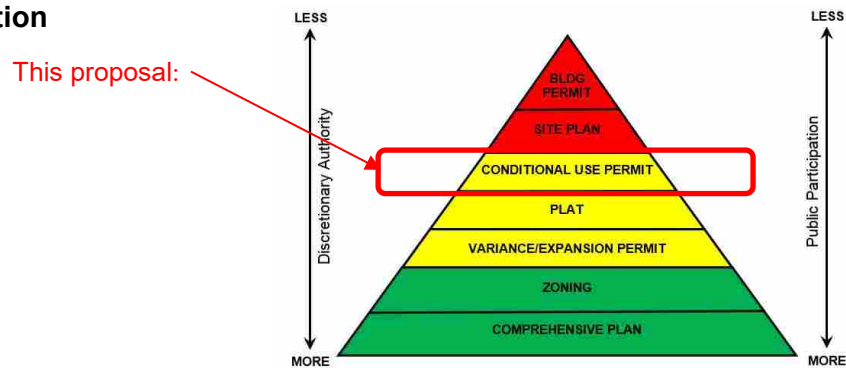 tion
LESS
LESS
This proposal:
BLDG
PERMIT
SITE PLAN
Discretionary Authority
Public Participation
CONDITIONAL USE PERMIT
PLAT
VARIANCE/EXPANSION PERMIT
ZONING
COMPREHENSIVE PLAN
MORE
MORE